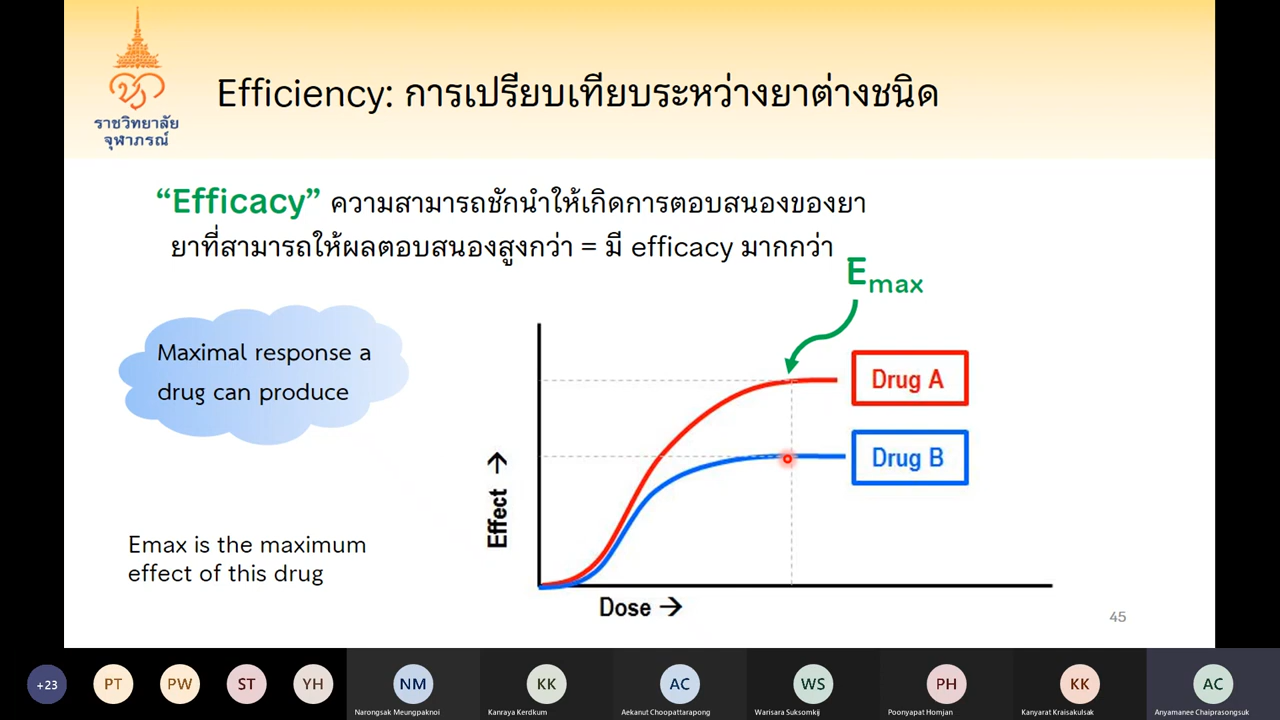 ราชวิทยาลัย
จุฬาภรณ์
Efficiency: การเปรียบเทียบระหว่างยาต่างชนิด
“Efficacy” ความสามารถชักนำให้เกิดการตอบสนองของยา
ยาที่สามารถให้ผลตอบสนองสูงกว่า = มี efficacy มากกว่า
Emax
Maximal response a
drug can produce
Drug A
Drug B
Effect →
Emax is the maximum
effect of this drug
Dose →
45
+23
PT
PW
ST
YH
NM
KK
AC
WS
PH
KK
AC
Narongsak Meungpaknoi
Kanraya Kerdkum
Aekanut Choopattarapong
Warisara Suksomkij
Poonyapat Homjan
Kanyarat Kraisakulsak
Anyamanee Chaiprasongsuk